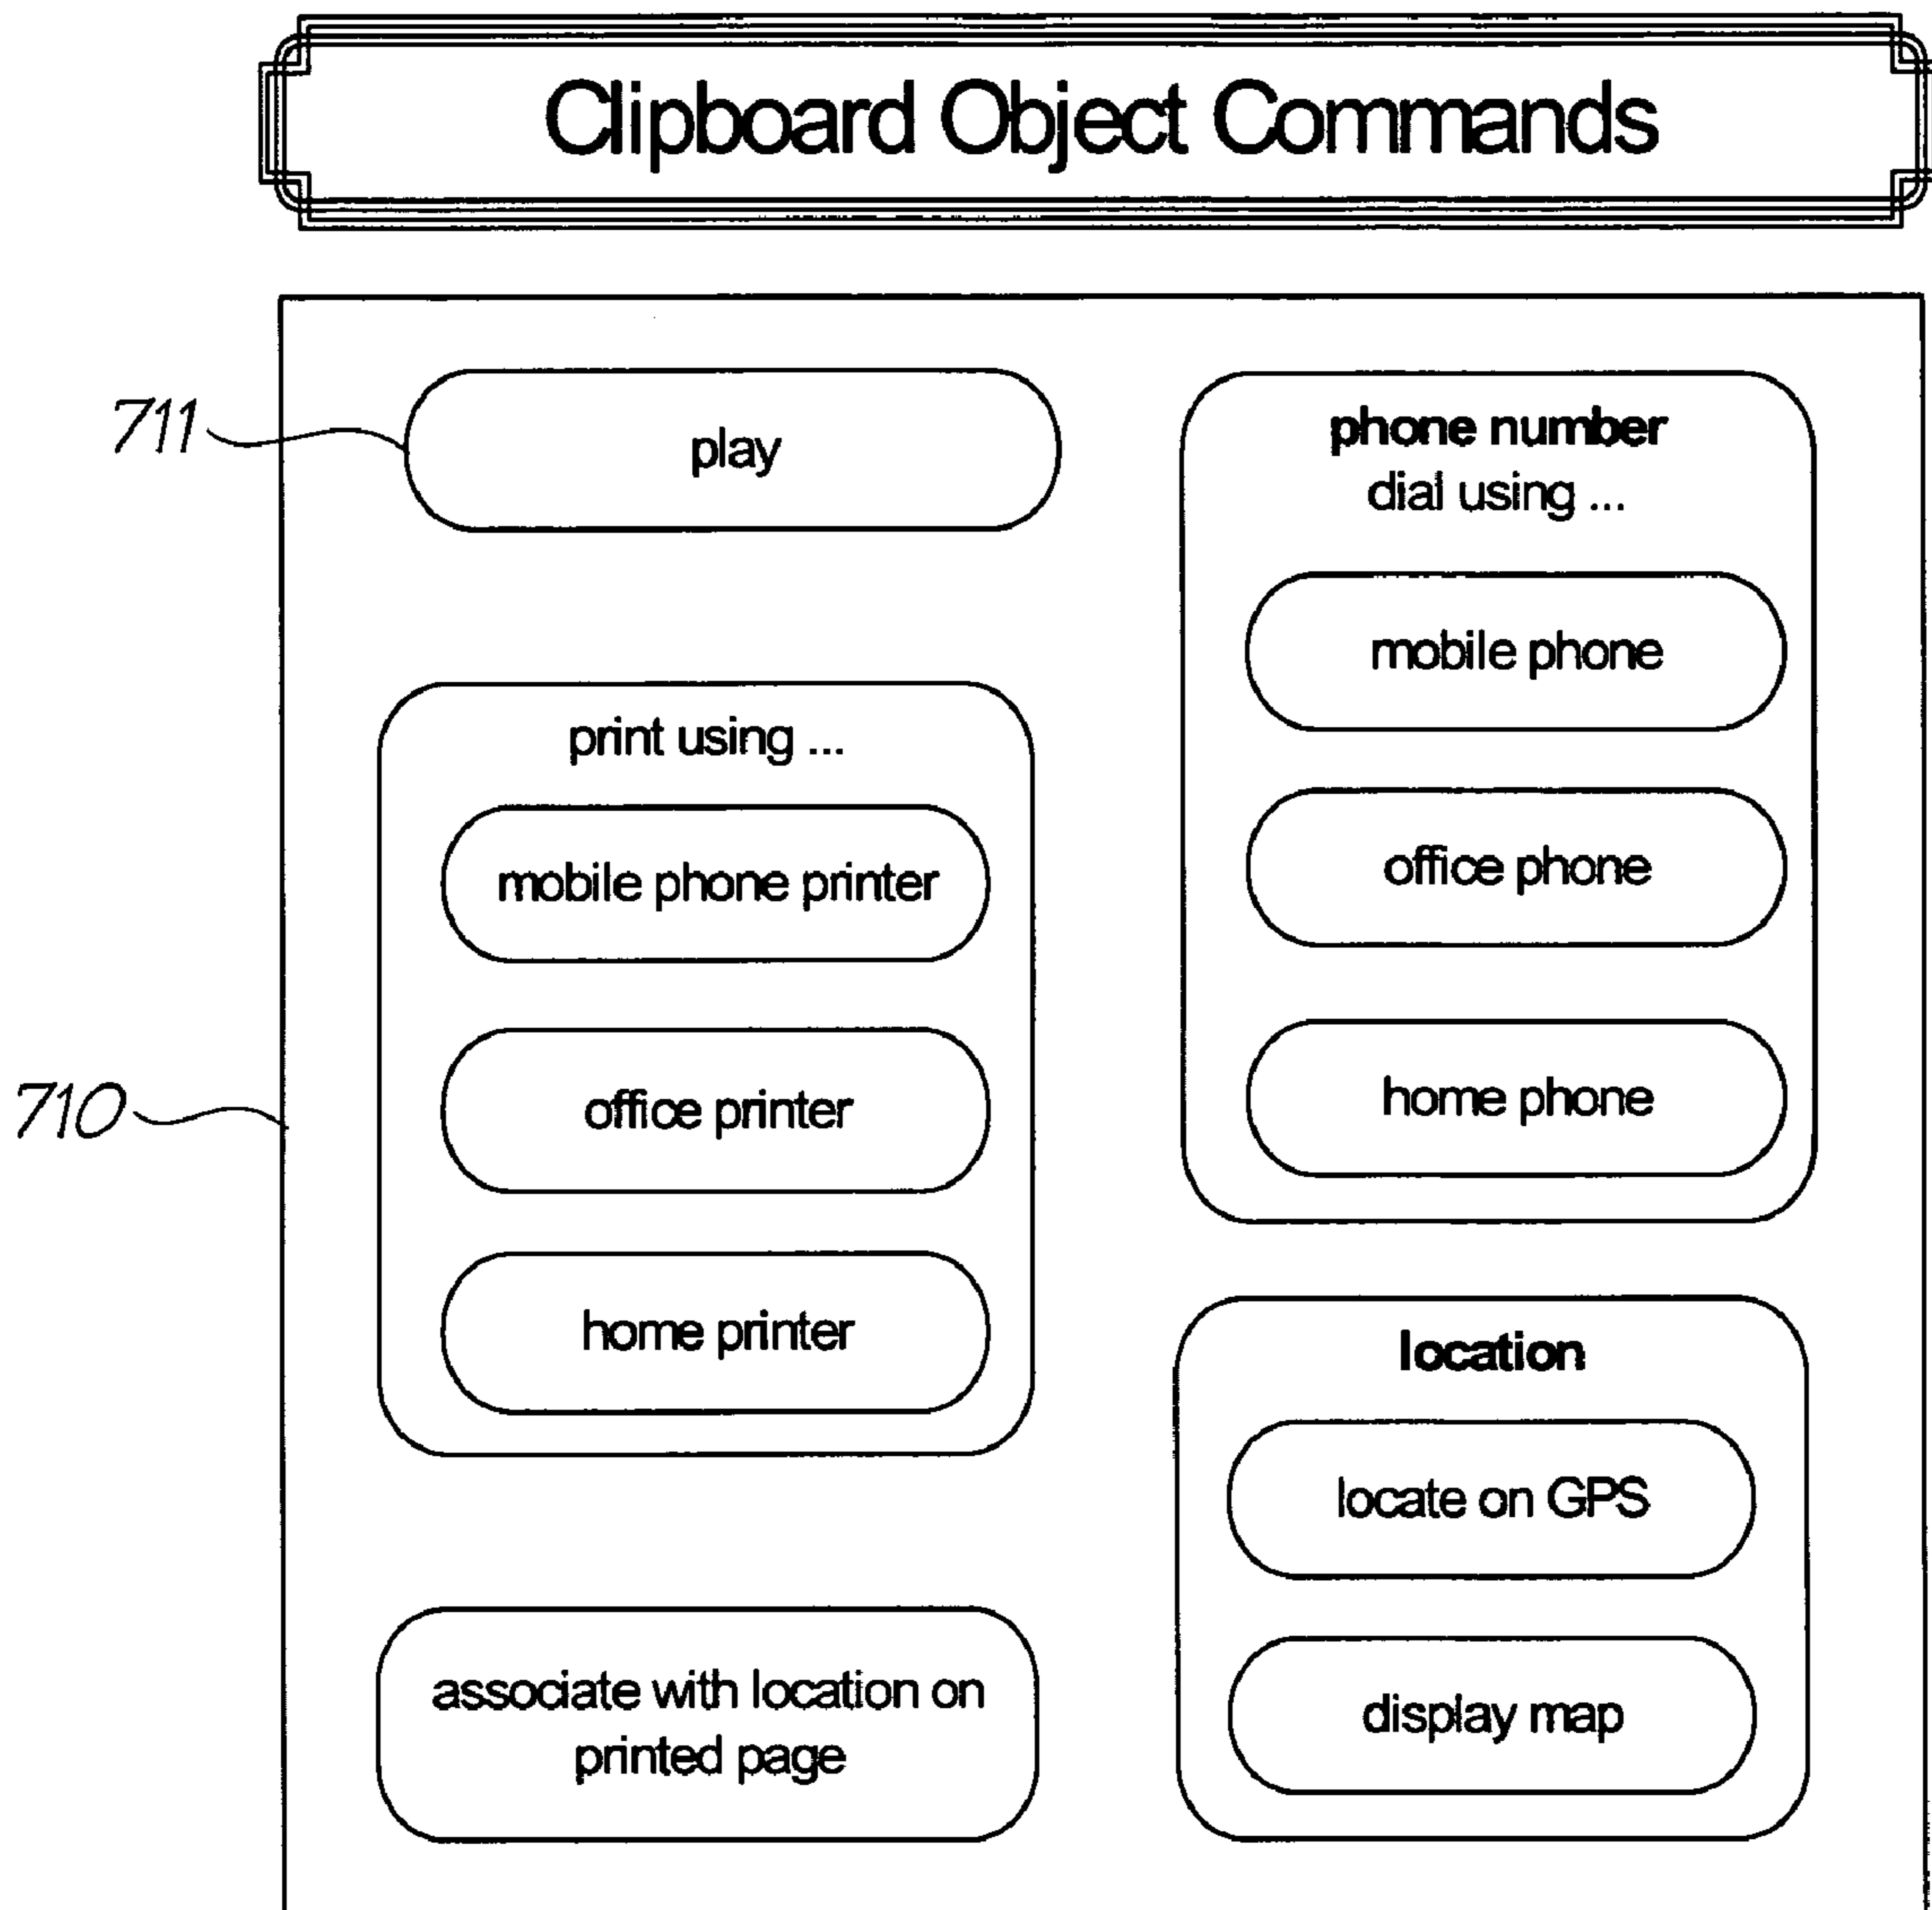 Clipboard Object Commands
711
play
print using ...
mobile phone printer
office printer
710
home printer
associate with location on
printed page
phone number
dial using ...
mobile phone
office phone
home phone
location
locate on GPS
display map